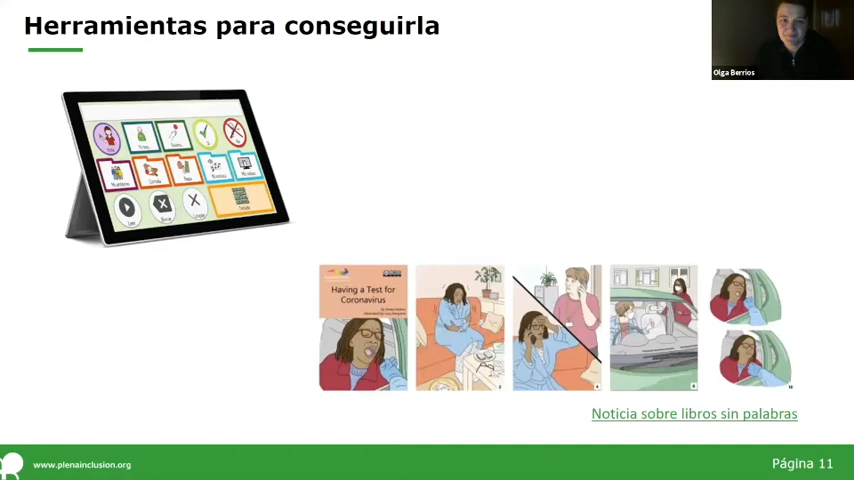 Herramientas para conseguirla
Olga Berrios
Having a Test for
Coronavirus
Noticia sobre libros sin palabras
www.plenainclusion.org
Página 11